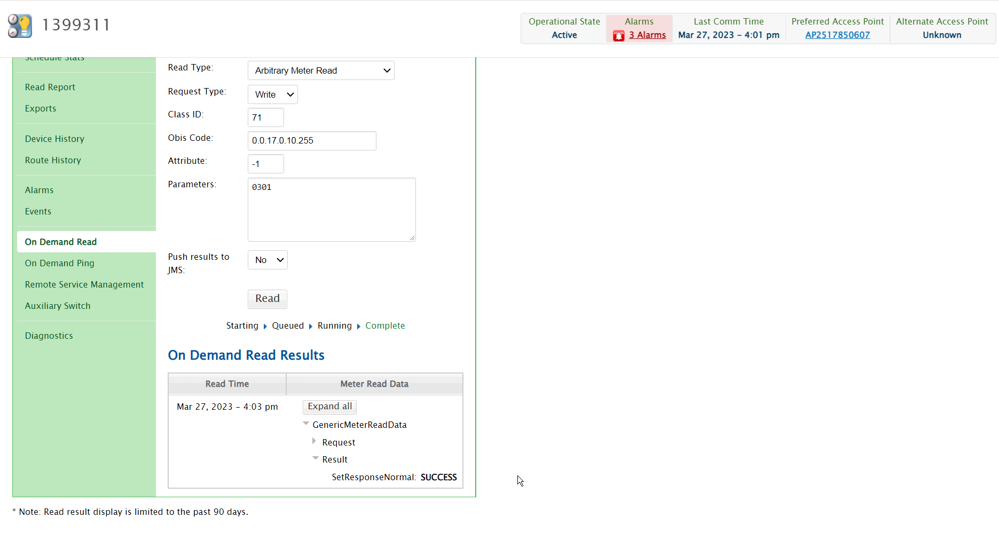 1399311
Operational State
Active
Alarms
3 Alarms
Last Comm Time
Mar 27, 2023 – 4:01 pm
Preferred Access Point
AP2517850607
Alternate Access Point
Unknown
Schedule Stats
Read Report
Exports
Device History
Route History
Alarms
Events
On Demand Read
On Demand Ping
Remote Service Management
Auxiliary Switch
Diagnostics
Read Type: Arbitrary Meter Read
Request Type: Write
Class ID: 71
Obis Code: 0.0.17.0.10.255
Attribute: -1
Parameters: 0301
Push results to
JMS:
No
Read
Starting Queued Running Complete
On Demand Read Results
Read Time Meter Read Data
Mar 27, 2023 – 4:03 pm Expand all
GenericMeterReadData
Request
Result
SetResponseNormal: SUCCESS
* Note: Read result display is limited to the past 90 days.